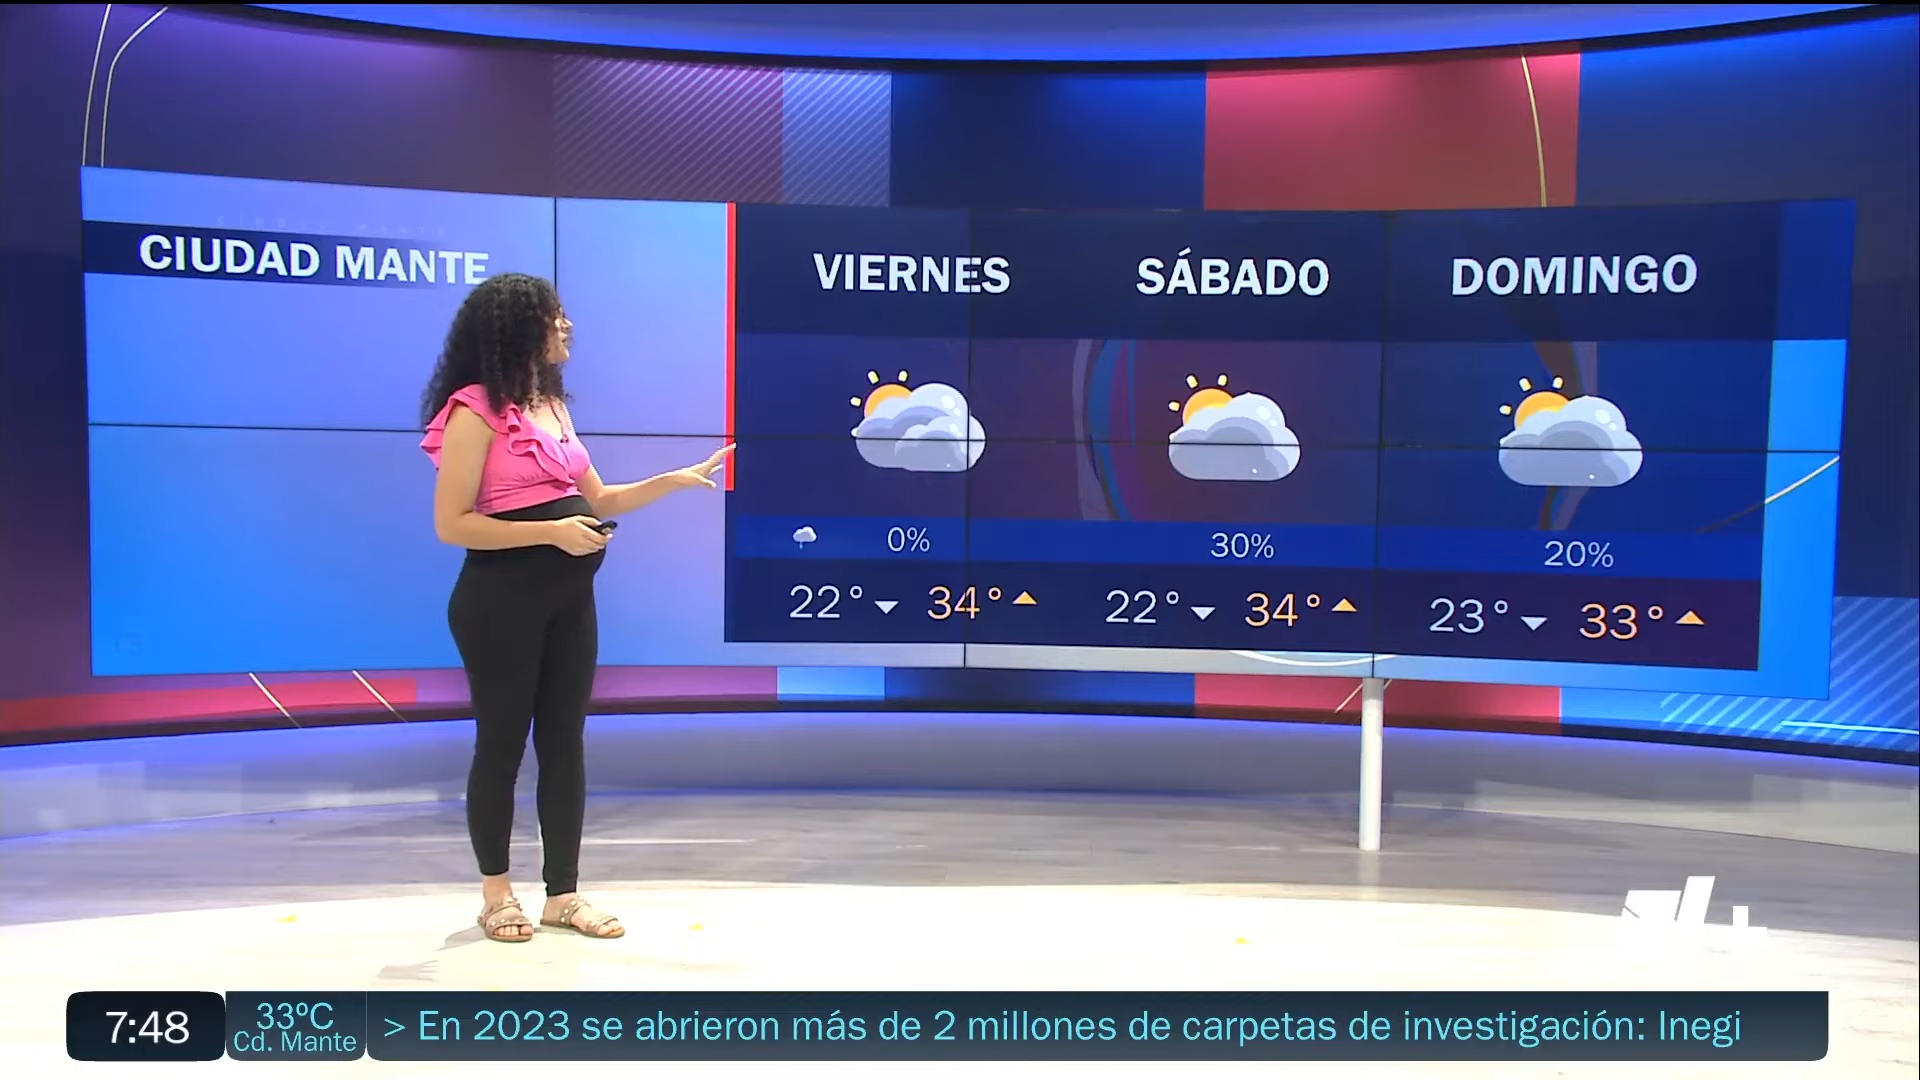 CIUDAD MANTE
VIERNES
SÁBADO
DOMINGO
0%
30%
20%
22° 34°
22° 34°
23° 33°
7:48
33ºC
Cd. Mante
> En 2023 se abrieron más de 2 millones de carpetas de investigación: Inegi